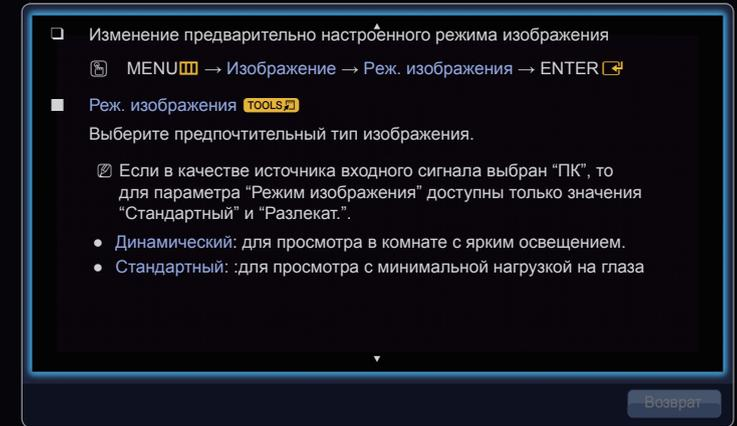 Изменение предварительно настроенного режима изображения
MENU → Изображение → Реж. изображения → ENTER
Реж. изображения TOOLS
Выберите предпочтительный тип изображения.
Если в качестве источника входного сигнала выбран “ПК”, то
для параметра “Режим изображения” доступны только значения
“Стандартный” и “Разлекат.”.
● Динамический: для просмотра в комнате с ярким освещением.
● Стандартный: :для просмотра с минимальной нагрузкой на глаза
Возврат